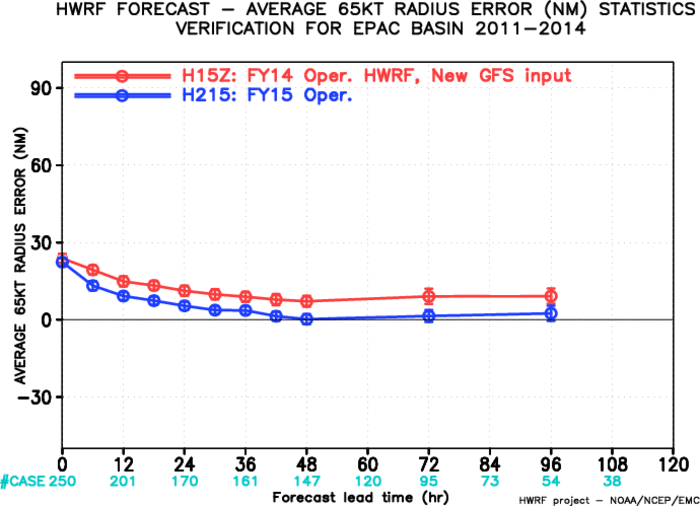 HWRF FORECAST – AVERAGE 65KT RADIUS ERROR (NM) STATISTICS
VERIFICATION FOR EPAC BASIN 2011–2014
H15Z: FY14 Oper. HWRF, New GFS input
H215: FY15 Oper.
AVERAGE 65KT RADIUS ERROR (NM)
90
60
30
0
–30
0 12 24 36 48 60 72 84 96 108 120
#CASE 250 201 170 161 147 120 95 73 54 38
Forecast lead time (hr)
HWRF project – NOAA/NCEP/EMC